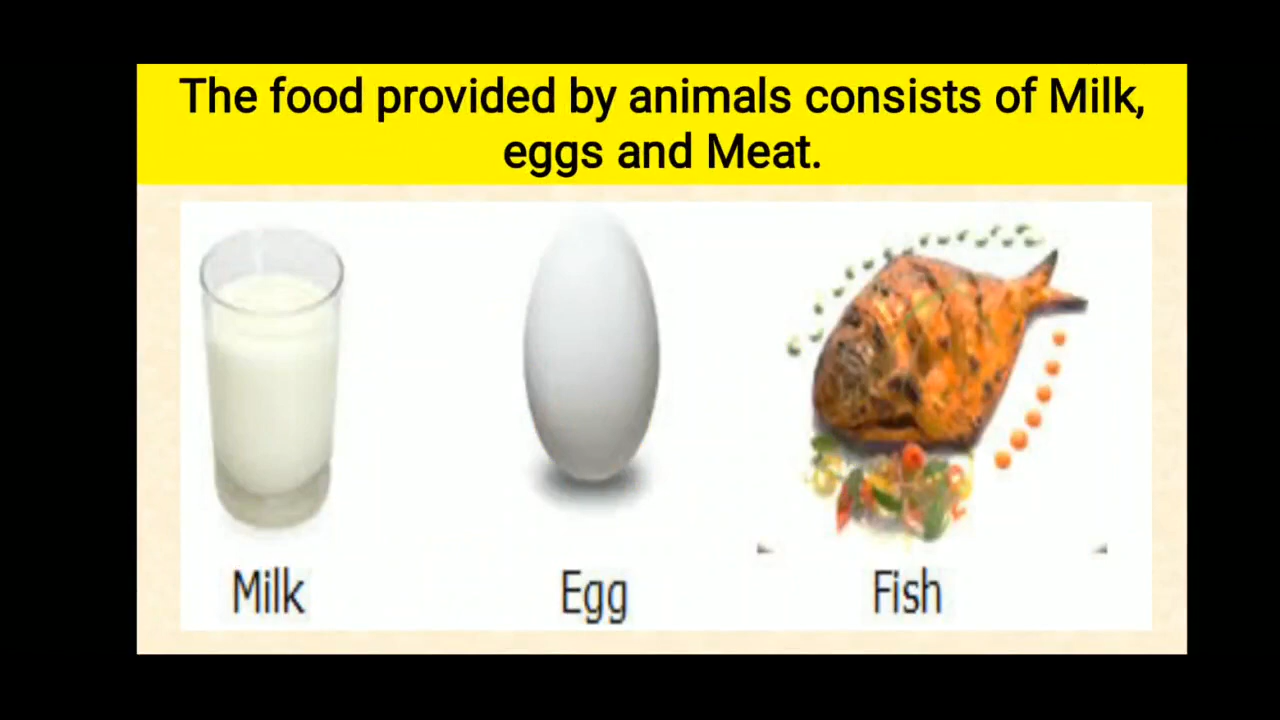 The food provided by animals consists of Milk,
eggs and Meat.
Milk Egg Fish